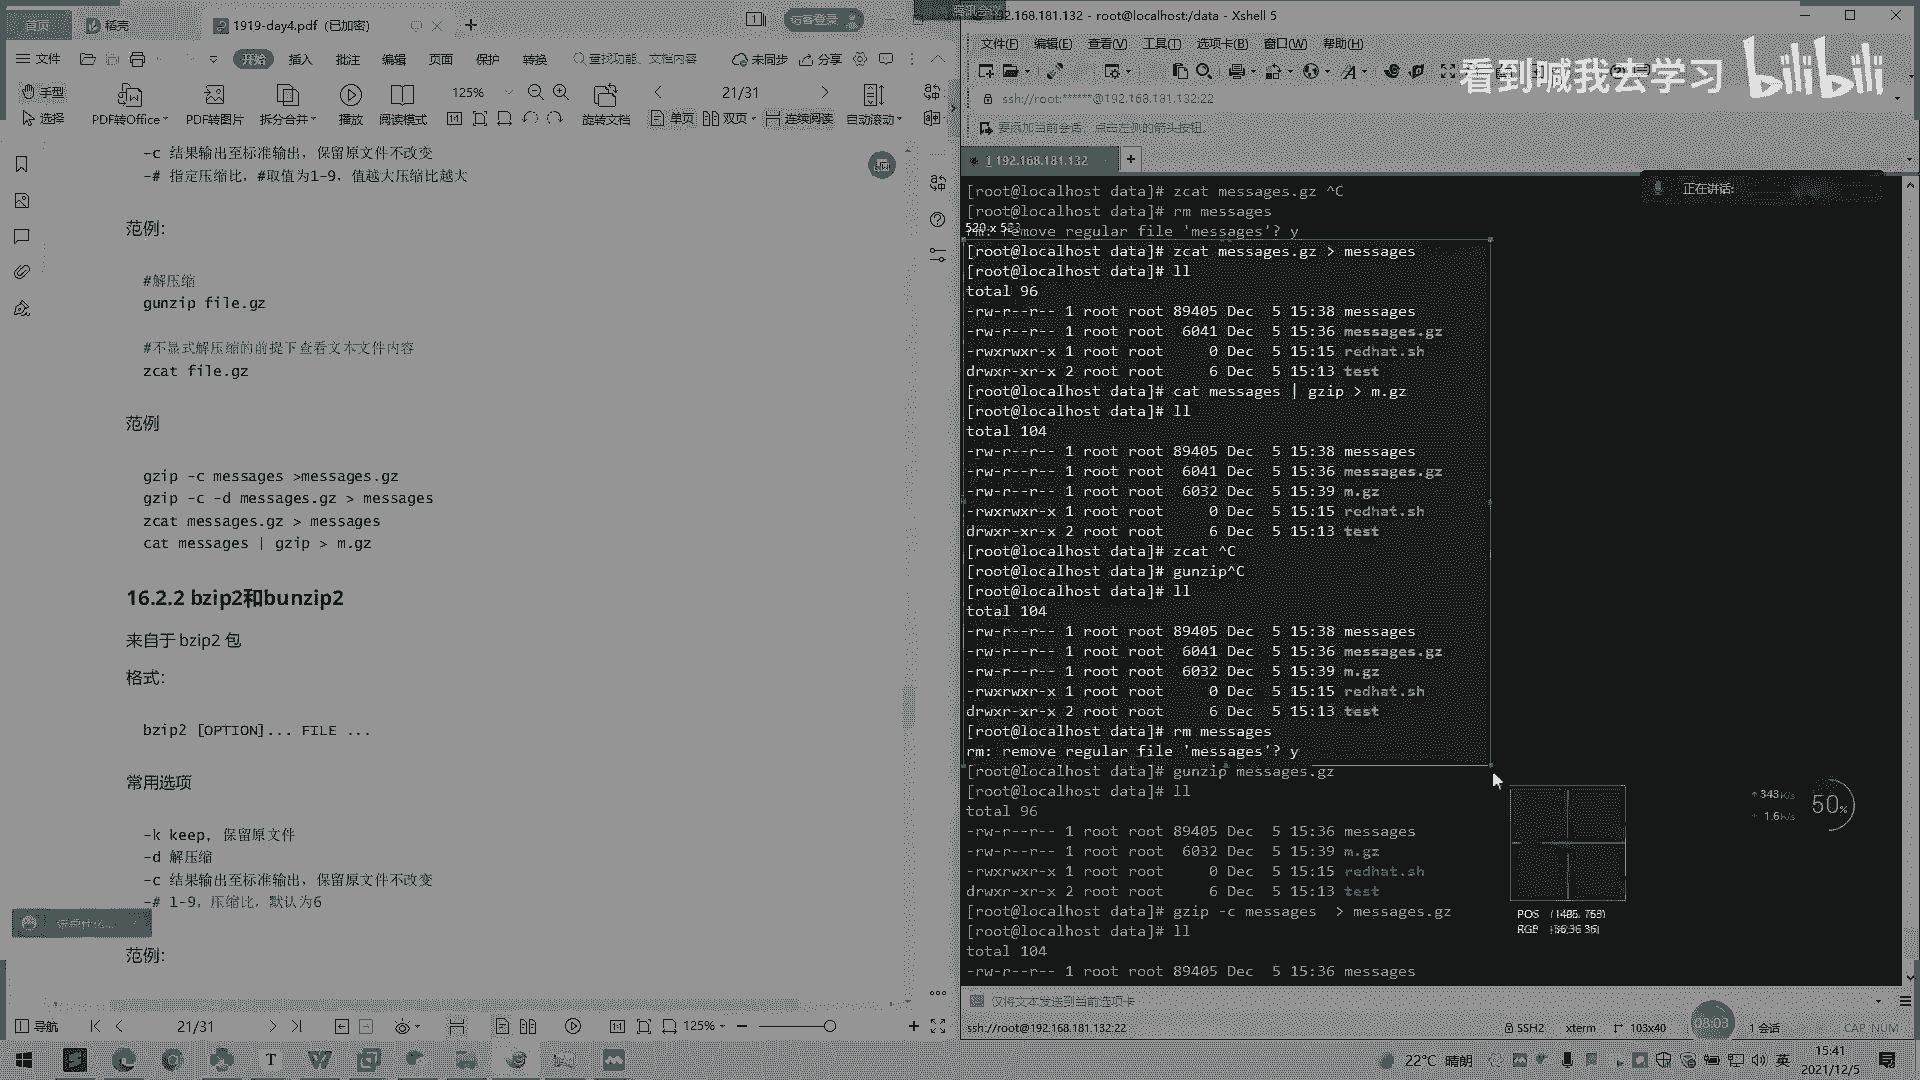 首页
稻壳
1919-day4.pdf (已加密)
访客登录
文件
开始
插入
批注
编辑
页面
保护
转换
查找功能、文档内容
未同步
分享
手型
选择
PDF转Office
PDF转图片
拆分合并
播放
阅读模式
125%
旋转文档
21/31
单页
双页
连续阅读
自动滚动
-c 结果输出至标准输出，保留原文件不改变
-# 指定压缩比，#取值为1-9，值越大压缩比越大
范例:
#解压缩
gunzip file.gz
#不显式解压缩的前提下查看文本文件内容
zcat file.gz
范例
gzip -c messages >messages.gz
gzip -c -d messages.gz > messages
zcat messages.gz > messages
cat messages | gzip > m.gz
16.2.2 bzip2和bunzip2
来自于 bzip2 包
格式:
bzip2 [OPTION]... FILE ...
常用选项
-k keep, 保留原文件
-d 解压缩
-c 结果输出至标准输出，保留原文件不改变
-# 1-9，压缩比，默认为6
范例:
导航
21/31
125%
192.168.181.132 - root@localhost:/data - Xshell 5
文件(F)
编辑(E)
查看(V)
工具(T)
选项卡(B)
窗口(W)
帮助(H)
看到喊我去学习
bilibili
ssh://root:******@192.168.181.132:22
要添加当前会话，点击左侧的箭头按钮。
1 192.168.181.132
正在讲话:
[root@localhost data]# zcat messages.gz ^C
[root@localhost data]# rm messages
rm: remove regular file 'messages'? y
[root@localhost data]# zcat messages.gz > messages
[root@localhost data]# ll
total 96
-rw-r--r-- 1 root root 89405 Dec  5 15:38 messages
-rw-r--r-- 1 root root  6041 Dec  5 15:36 messages.gz
-rwxrwxr-x 1 root root     0 Dec  5 15:15 redhat.sh
drwxr-xr-x 2 root root     6 Dec  5 15:13 test
[root@localhost data]# cat messages | gzip > m.gz
[root@localhost data]# ll
total 104
-rw-r--r-- 1 root root 89405 Dec  5 15:38 messages
-rw-r--r-- 1 root root  6041 Dec  5 15:36 messages.gz
-rw-r--r-- 1 root root  6032 Dec  5 15:39 m.gz
-rwxrwxr-x 1 root root     0 Dec  5 15:15 redhat.sh
drwxr-xr-x 2 root root     6 Dec  5 15:13 test
[root@localhost data]# zcat ^C
[root@localhost data]# gunzip^C
[root@localhost data]# ll
total 104
-rw-r--r-- 1 root root 89405 Dec  5 15:38 messages
-rw-r--r-- 1 root root  6041 Dec  5 15:36 messages.gz
-rw-r--r-- 1 root root  6032 Dec  5 15:39 m.gz
-rwxrwxr-x 1 root root     0 Dec  5 15:15 redhat.sh
drwxr-xr-x 2 root root     6 Dec  5 15:13 test
[root@localhost data]# rm messages
rm: remove regular file 'messages'? y
[root@localhost data]# gunzip messages.gz
[root@localhost data]# ll
total 96
-rw-r--r-- 1 root root 89405 Dec  5 15:36 messages
-rw-r--r-- 1 root root  6032 Dec  5 15:39 m.gz
-rwxrwxr-x 1 root root     0 Dec  5 15:15 redhat.sh
drwxr-xr-x 2 root root     6 Dec  5 15:13 test
[root@localhost data]# gzip -c messages  > messages.gz
[root@localhost data]# ll
total 104
-rw-r--r-- 1 root root 89405 Dec  5 15:36 messages
343K/s
1.6K/s
50%
POS
RGB
仅将文本发送到当前选项卡
ssh://root@192.168.181.132:22
08:03
SSH2
xterm
103x40
1 会话
CAP NUM
22°C 晴朗
英
15:41
2021/12/5